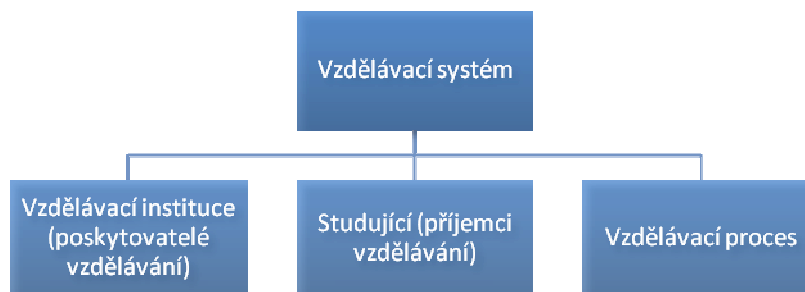 Vzdělávací systém
Vzdělávací instituce
(poskytovatelé
vzdělávání)
Studující (příjemci
vzdělávání)
Vzdělávací proces